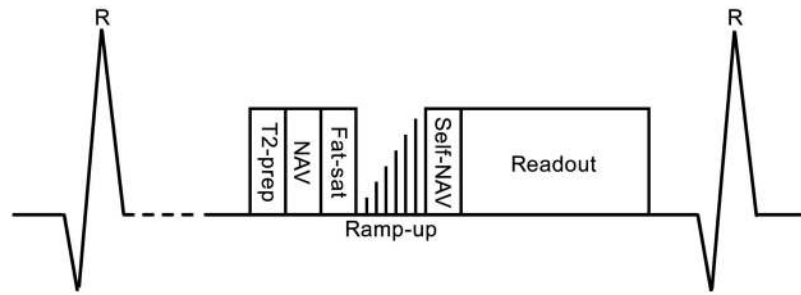 R
R
T2-prep
NAV
Fat-sat
Self-NAV
Readout
Ramp-up